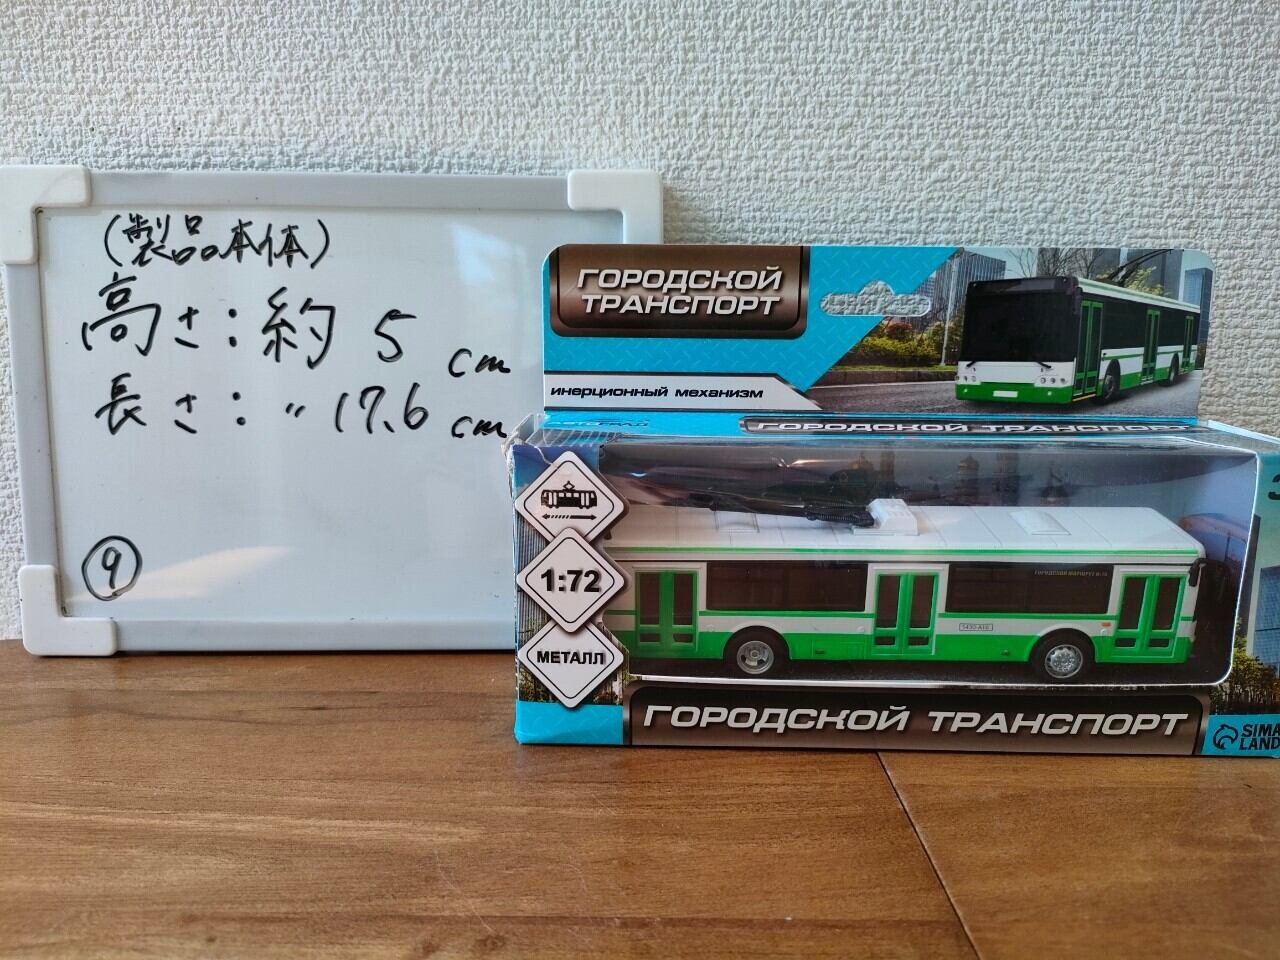 (製品本体)
高さ:約 5 cm
長さ:〃 17.6 cm
⑨
ГОРОДСКОЙ
ТРАНСПОРТ
ИНЕРЦИОННЫЙ МЕХАНИЗМ
АВТОГРАД
ГОРОДСКОЙ ТРАНСПОРТ
1:72
МЕТАЛЛ
ГОРОДСКОЙ ТРАНСПОРТ
SIMA
LAND